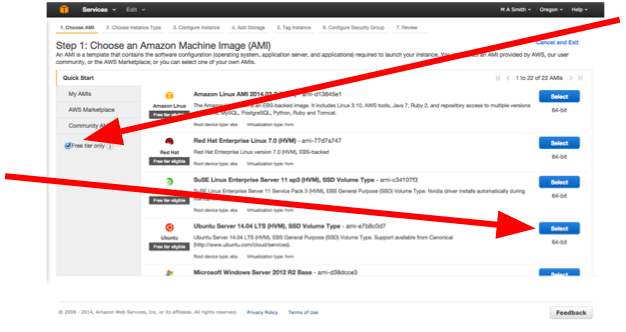 Services Edit M A Smith Oregon Help
1. Choose AMI 2. Choose Instance Type 3. Configure Instance 4. Add Storage 5. Tag Instance 6. Configure Security Group 7. Review
Step 1: Choose an Amazon Machine Image (AMI) Cancel and Exit
An AMI is a template that contains the software configuration (operating system, application server, and applications) required to launch your instance. an AMI provided by AWS, our user
community, or the AWS Marketplace; or you can select one of your own AMIs.
Quick Start 1 to 22 of 22 AMIs
My AMIs
AWS Marketplace
Community
Free tier only
Amazon Linux
Free tier eligible
Amazon Linux AMI 2014.03
The is an EBS-backed image. It includes Linux 3.10, AWS tools, Java 7, Ruby 2, and repository access to multiple versions
MySQL, PostgreSQL, Python, Ruby and Tomcat.
Root device type: ebs Virtualization type: hvm
Select
64-bit
Red Hat
Free tier eligible
Red Hat Enterprise Linux 7.0 (HVM) - ami-77d7a747
Red Hat Enterprise Linux version 7.0 (HVM), EBS-backed
Root device type: ebs Virtualization type: hvm
Select
64-bit
SuSE Linux
Free tier eligible
SuSE Linux Enterprise Server 11 sp3 (HVM), SSD Volume Type - ami-c34107f3
SuSE Linux Enterprise Server 11 Service Pack 3 (HVM), EBS General Purpose (SSD) Volume Type. Nvidia driver installs automatically during
Root device type: ebs Virtualization type: hvm
Select
64-bit
Ubuntu
Free tier eligible
Ubuntu Server 14.04 LTS (HVM), SSD Volume Type - ami-e7b8c0d7
Ubuntu Server 14.04 LTS (HVM), EBS General Purpose (SSD) Volume Type. Support available from Canonical
(http://www.ubuntu.com/cloud/services).
Root device type: ebs Virtualization type: hvm
Select
64-bit
Microsoft Windows Server 2012 R2 Base - ami-d38dcce3
Select
© 2008 - 2014, Amazon Web Services, Inc. or its affiliates. All rights reserved. Privacy Policy Terms of Use Feedback